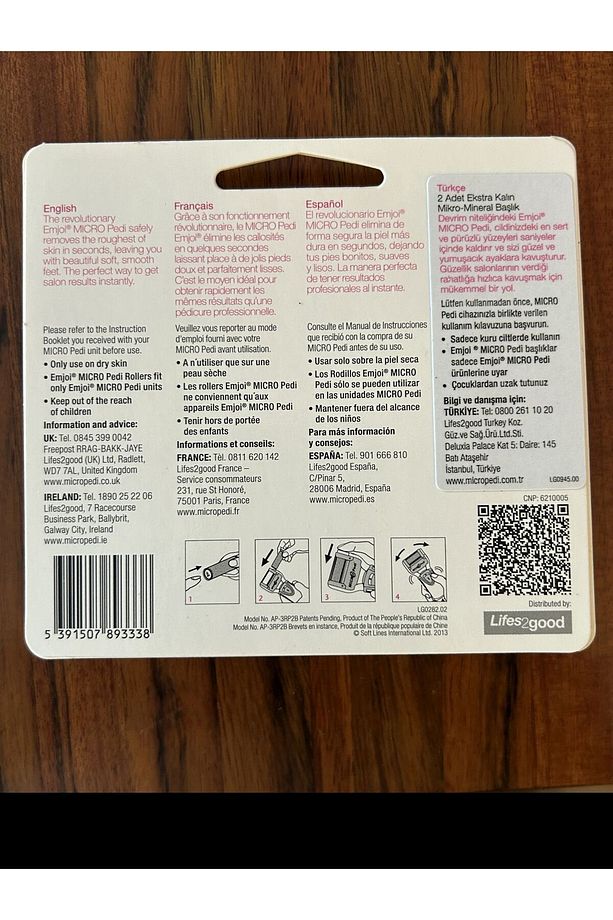 English
The revolutionary
Emjoi® MICRO Pedi safely
removes the roughest of
skin in seconds, leaving you
with beautiful soft, smooth
feet. The perfect way to get
salon results instantly.
Please refer to the Instruction
Booklet you received with your
MICRO Pedi unit before use.
• Only use on dry skin
• Emjoi® MICRO Pedi Rollers fit
only Emjoi® MICRO Pedi units
• Keep out of the reach
of children
Information and advice:
UK: Tel. 0845 399 0042
Freepost RRAG-BAKK-JAYE
Lifes2good (UK) Ltd, Radlett,
WD7 7AL, United Kingdom
www.micropedi.co.uk
IRELAND: Tel. 1890 25 22 06
Lifes2good, 7 Racecourse
Business Park, Ballybrit,
Galway City, Ireland
www.micropedi.ie
Français
Grâce à son fonctionnement
révolutionnaire, le MICRO Pedi
Emjoi® élimine les callosités
en quelques secondes
laissant place à de jolis pieds
doux et parfaitement lisses.
C'est le moyen idéal pour
obtenir rapidement les
mêmes résultats qu'une
pédicure professionnelle.
Veuillez vous reporter au mode
d'emploi fourni avec votre
MICRO Pedi avant utilisation.
• A n'utiliser que sur une
peau sèche
• Les rollers Emjoi® MICRO Pedi
ne conviennent qu'aux
appareils Emjoi® MICRO Pedi
• Tenir hors de portée
des enfants
Informations et conseils:
FRANCE: Tèl. 0811 620 142
Lifes2good France –
Service consommateurs
231, rue St Honoré,
75001 Paris, France
www.micropedi.fr
Español
El revolucionario Emjoi®
MICRO Pedi elimina de
forma segura la piel más
dura en segundos, dejando
tus pies bonitos, suaves
y lisos. La manera perfecta
de tener resultados
profesionales al instante.
Consulte el Manual de Instrucciones
que recibió con la compra de su
MICRO Pedi antes de su uso.
• Usar solo sobre la piel seca
• Los Rodillos Emjoi® MICRO
Pedi sólo se pueden utilizar
en las unidades MICRO Pedi
• Mantener fuera del alcance
de los niños
Para más información
y consejos:
ESPAÑA: Tel. 901 666 810
Lifes2good España,
C/Pinar 5,
28006 Madrid, España
www.micropedi.es
Türkçe
2 Adet Ekstra Kalın
Mikro-Mineral Başlık
Devrim niteliğindeki Emjoi®
MICRO Pedi, cildinizdeki en sert
ve pürüzlü yüzeyleri saniyeler
içinde kaldırır ve sizi güzel ve
yumuşacık ayaklara kavuşturur.
Güzellik salonlarının verdiği
rahatlığa hızlıca kavuşmak için
mükemmel bir yol.
Lütfen kullanmadan önce, MICRO
Pedi cihazınızla birlikte verilen
kullanım kılavuzuna başvurun.
• Sadece kuru ciltlerde kullanın
• Emjoi ® MICRO Pedi başlıklar
sadece Emjoi® MICRO Pedi
ürünlerine uyar
• Çocuklardan uzak tutunuz
Bilgi ve danışma için:
TÜRKİYE: Tel: 0800 261 10 20
Lifes2good Turkey Koz.
Güz.ve Sağ.Ürü.Ltd.Sti.
Deluxia Palace Kat 5: Daire: 145
Batı Ataşehir
İstanbul, Türkiye
www.micropedi.com.tr
LG0945.00
CNP: 6210005
1
2
3
4
5 391507 893338
LG0282.02
Model No. AP-3RP2B Patents Pending, Product of The People's Republic of China
Model No. AP-3RP2B Brevets en instance, Produit de la république populaire de Chine
© Soft Lines International Ltd. 2013
Distributed by:
Lifes2good